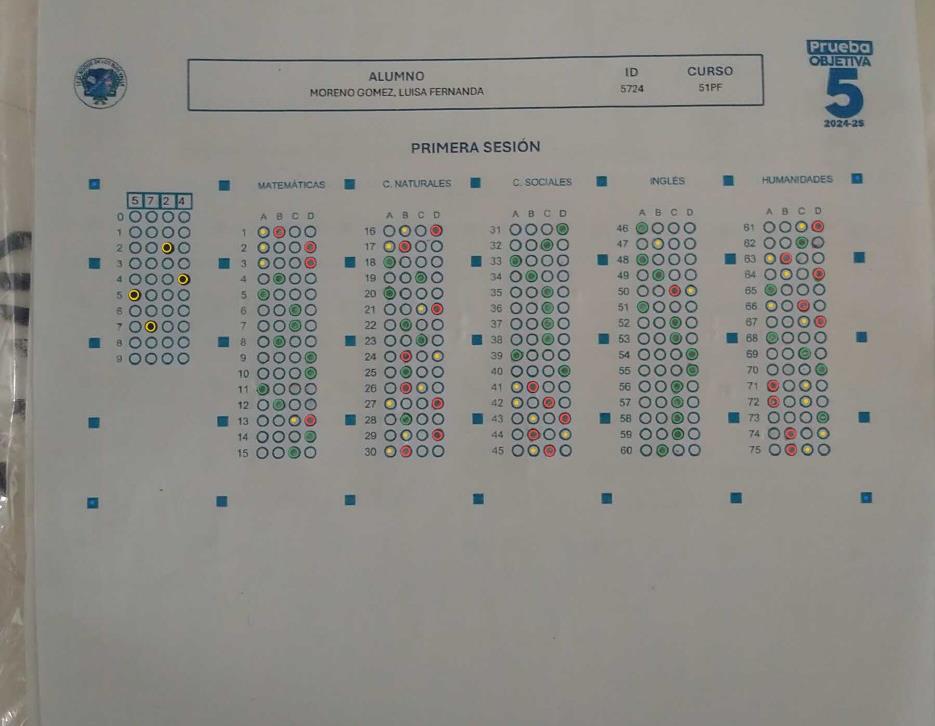 Prueba
OBJETIVA
5
2024-25
ALUMNO ID CURSO
MORENO GOMEZ, LUISA FERNANDA 5724 51PF
PRIMERA SESIÓN
MATEMÁTICAS C. NATURALES C. SOCIALES INGLÉS HUMANIDADES
5 7 2 4
A B C D A B C D A B C D A B C D A B C D
0
1 1 16 31 46 61
2 2 17 32 47 62
3 3 18 33 48 63
4 4 19 34 49 64
5 5 20 35 50 65
6 6 21 36 51 66
7 7 22 37 52 67
8 8 23 38 53 68
9 9 24 39 54 69
10 25 40 55 70
11 26 41 56 71
12 27 42 57 72
13 28 43 58 73
14 29 44 59 74
15 30 45 60 75